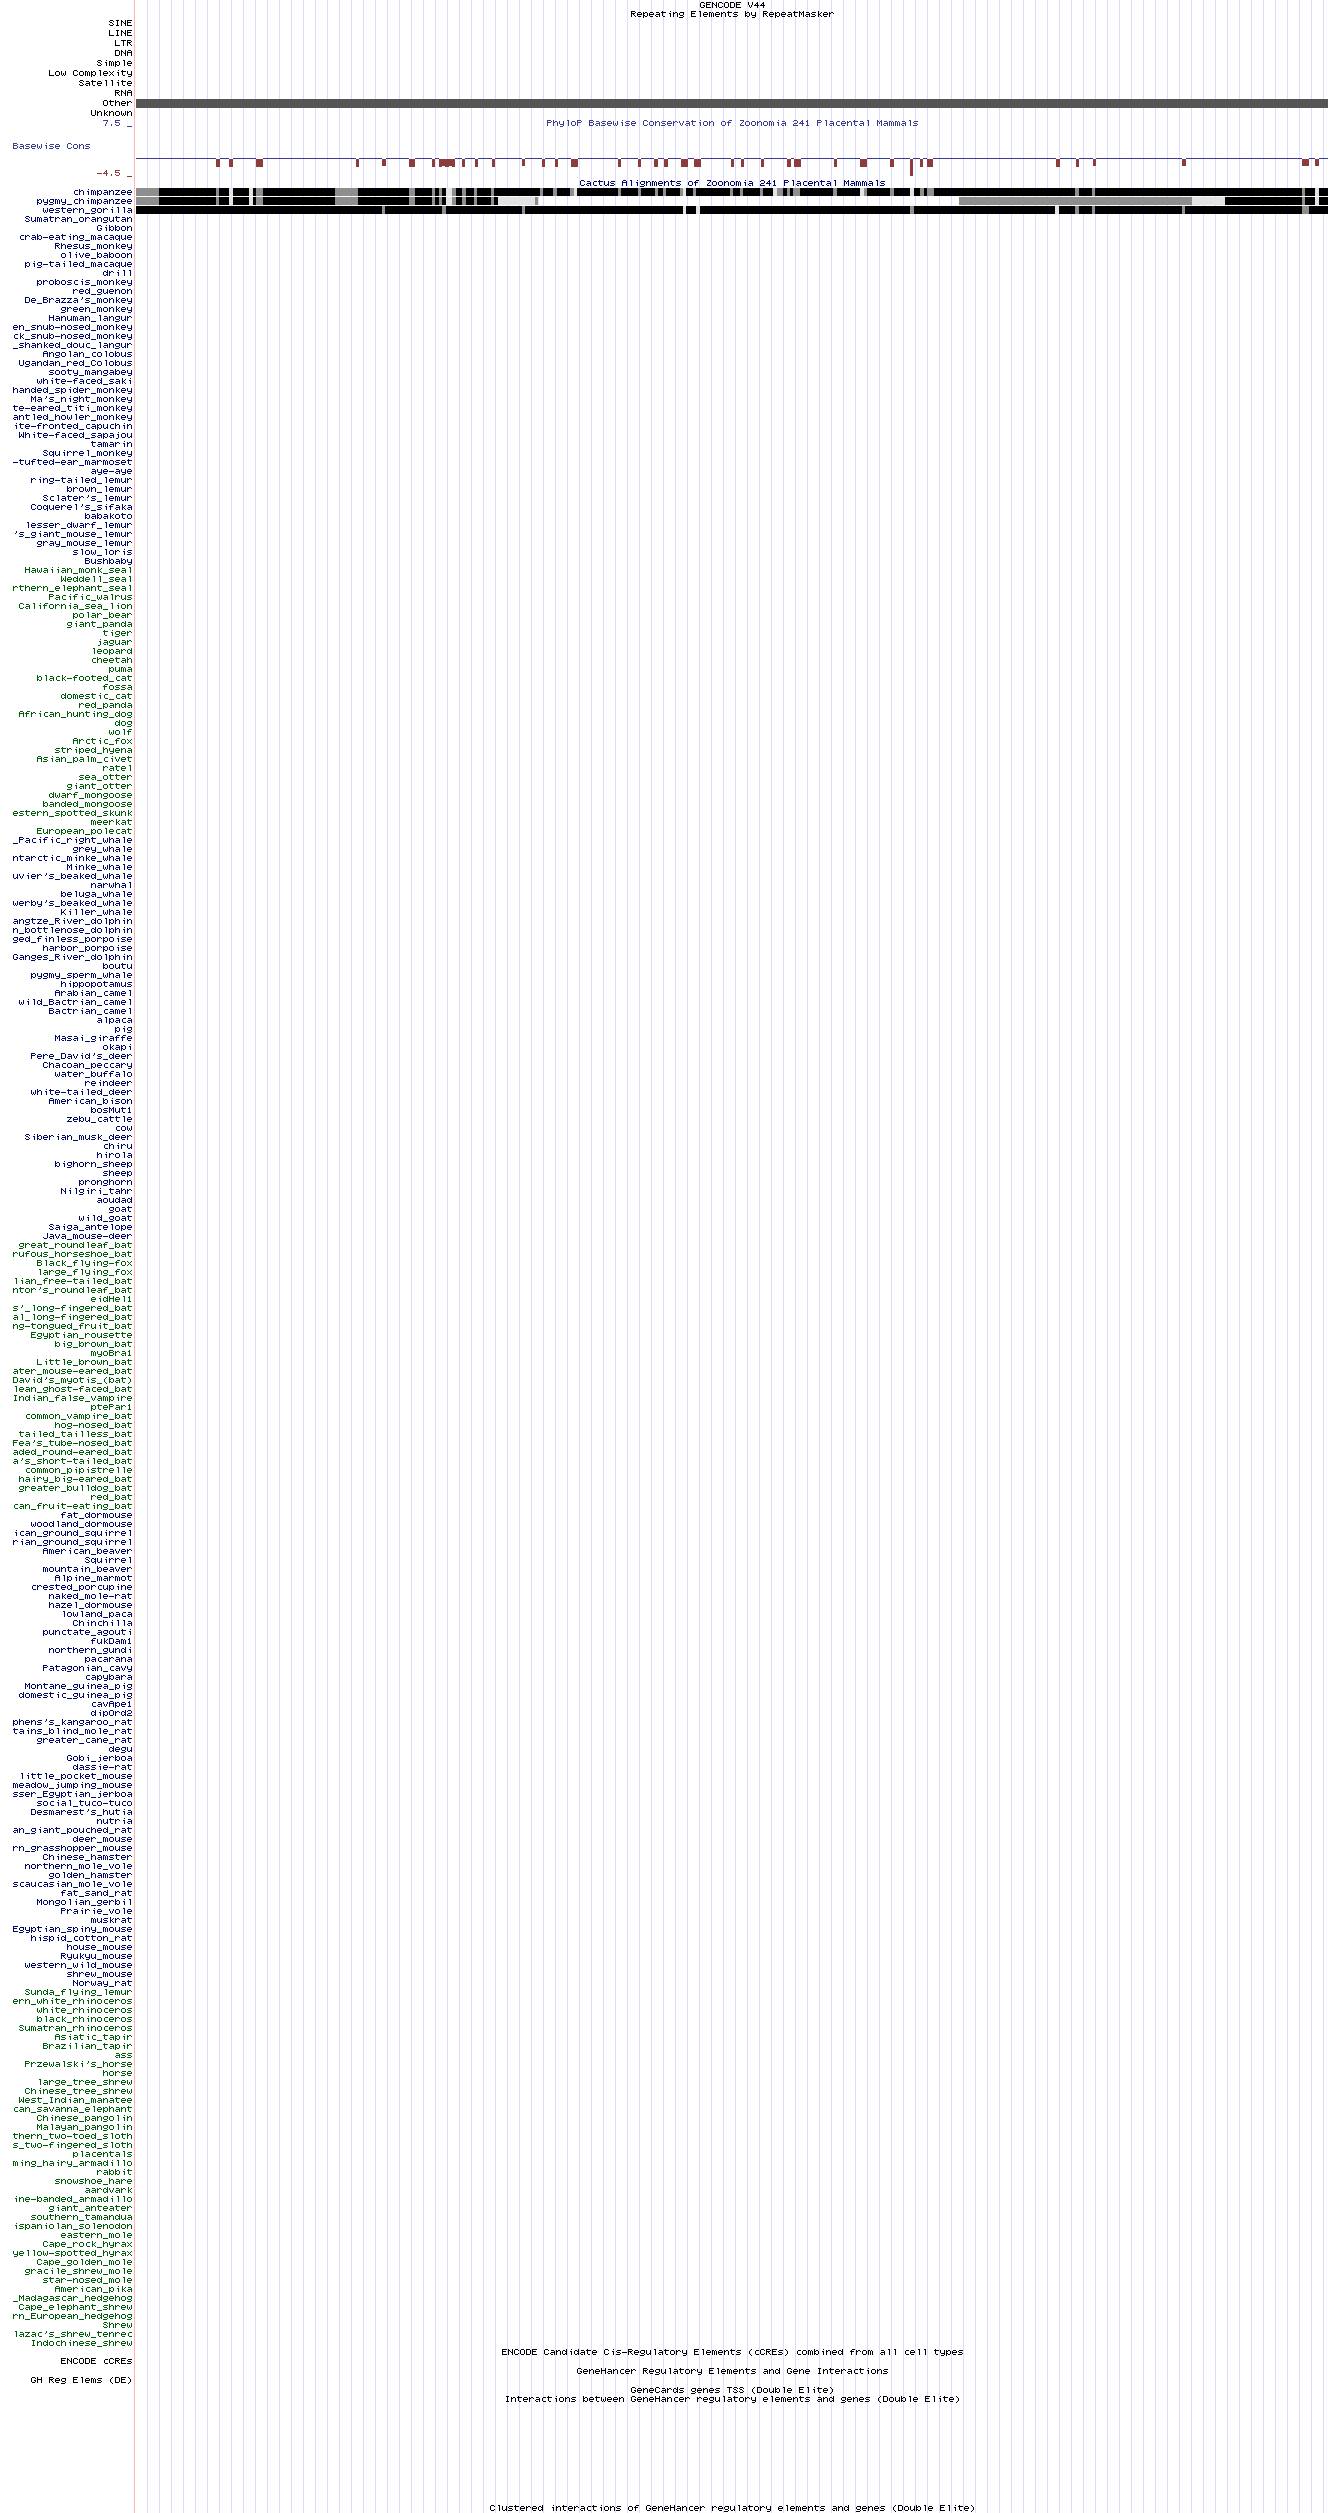 GENCODE V44
Repeating Elements by RepeatMasker
SINE
LINE
LTR
DNA
Simple
Low Complexity
Satellite
RNA
Other
Unknown
7.5 _
PhyloP Basewise Conservation of Zoonomia 241 Placental Mammals
Basewise Cons
-4.5 _
Cactus Alignments of Zoonomia 241 Placental Mammals
chimpanzee
pygmy_chimpanzee
western_gorilla
Sumatran_orangutan
Gibbon
crab-eating_macaque
Rhesus_monkey
olive_baboon
pig-tailed_macaque
drill
proboscis_monkey
red_guenon
De_Brazza's_monkey
green_monkey
Hanuman_langur
en_snub-nosed_monkey
ck_snub-nosed_monkey
_shanked_douc_langur
Angolan_colobus
Ugandan_red_Colobus
sooty_mangabey
white-faced_saki
handed_spider_monkey
Ma's_night_monkey
te-eared_titi_monkey
antled_howler_monkey
ite-fronted_capuchin
White-faced_sapajou
tamarin
Squirrel_monkey
-tufted-ear_marmoset
aye-aye
ring-tailed_lemur
brown_lemur
Sclater's_lemur
Coquerel's_sifaka
babakoto
lesser_dwarf_lemur
's_giant_mouse_lemur
gray_mouse_lemur
slow_loris
Bushbaby
Hawaiian_monk_seal
Weddell_seal
rthern_elephant_seal
Pacific_walrus
California_sea_lion
polar_bear
giant_panda
tiger
jaguar
leopard
cheetah
puma
black-footed_cat
fossa
domestic_cat
red_panda
African_hunting_dog
dog
wolf
Arctic_fox
striped_hyena
Asian_palm_civet
ratel
sea_otter
giant_otter
dwarf_mongoose
banded_mongoose
estern_spotted_skunk
meerkat
European_polecat
_Pacific_right_whale
grey_whale
ntarctic_minke_whale
Minke_whale
uvier's_beaked_whale
narwhal
beluga_whale
werby's_beaked_whale
Killer_whale
angtze_River_dolphin
n_bottlenose_dolphin
ged_finless_porpoise
harbor_porpoise
Ganges_River_dolphin
boutu
pygmy_sperm_whale
hippopotamus
Arabian_camel
wild_Bactrian_camel
Bactrian_camel
alpaca
pig
Masai_giraffe
okapi
Pere_David's_deer
Chacoan_peccary
water_buffalo
reindeer
white-tailed_deer
American_bison
bosMut1
zebu_cattle
cow
Siberian_musk_deer
chiru
hirola
bighorn_sheep
sheep
pronghorn
Nilgiri_tahr
aoudad
goat
wild_goat
Saiga_antelope
Java_mouse-deer
great_roundleaf_bat
rufous_horseshoe_bat
Black_flying-fox
large_flying_fox
lian_free-tailed_bat
ntor's_roundleaf_bat
eidHel1
s'_long-fingered_bat
al_long-fingered_bat
ng-tongued_fruit_bat
Egyptian_rousette
big_brown_bat
myoBra1
Little_brown_bat
ater_mouse-eared_bat
David's_myotis_(bat)
lean_ghost-faced_bat
Indian_false_vampire
ptePar1
common_vampire_bat
hog-nosed_bat
tailed_tailless_bat
Fea's_tube-nosed_bat
aded_round-eared_bat
a's_short-tailed_bat
common_pipistrelle
hairy_big-eared_bat
greater_bulldog_bat
red_bat
can_fruit-eating_bat
fat_dormouse
woodland_dormouse
ican_ground_squirrel
rian_ground_squirrel
American_beaver
Squirrel
mountain_beaver
Alpine_marmot
crested_porcupine
naked_mole-rat
hazel_dormouse
lowland_paca
Chinchilla
punctate_agouti
fukDam1
northern_gundi
pacarana
Patagonian_cavy
capybara
Montane_guinea_pig
domestic_guinea_pig
cavApe1
dipOrd2
phens's_kangaroo_rat
tains_blind_mole_rat
greater_cane_rat
degu
Gobi_jerboa
dassie-rat
little_pocket_mouse
meadow_jumping_mouse
sser_Egyptian_jerboa
social_tuco-tuco
Desmarest's_hutia
nutria
an_giant_pouched_rat
deer_mouse
rn_grasshopper_mouse
Chinese_hamster
northern_mole_vole
golden_hamster
scaucasian_mole_vole
fat_sand_rat
Mongolian_gerbil
Prairie_vole
muskrat
Egyptian_spiny_mouse
hispid_cotton_rat
house_mouse
Ryukyu_mouse
western_wild_mouse
shrew_mouse
Norway_rat
Sunda_flying_lemur
ern_white_rhinoceros
white_rhinoceros
black_rhinoceros
Sumatran_rhinoceros
Asiatic_tapir
Brazilian_tapir
ass
Przewalski's_horse
horse
large_tree_shrew
Chinese_tree_shrew
West_Indian_manatee
can_savanna_elephant
Chinese_pangolin
Malayan_pangolin
thern_two-toed_sloth
s_two-fingered_sloth
placentals
ming_hairy_armadillo
rabbit
snowshoe_hare
aardvark
ine-banded_armadillo
giant_anteater
southern_tamandua
ispaniolan_solenodon
eastern_mole
Cape_rock_hyrax
yellow-spotted_hyrax
Cape_golden_mole
gracile_shrew_mole
star-nosed_mole
American_pika
_Madagascar_hedgehog
Cape_elephant_shrew
rn_European_hedgehog
Shrew
lazac's_shrew_tenrec
Indochinese_shrew
ENCODE Candidate Cis-Regulatory Elements (cCREs) combined from all cell types
ENCODE cCREs
GeneHancer Regulatory Elements and Gene Interactions
GH Reg Elems (DE)
GeneCards genes TSS (Double Elite)
Interactions between GeneHancer regulatory elements and genes (Double Elite)
Clustered interactions of GeneHancer regulatory elements and genes (Double Elite)